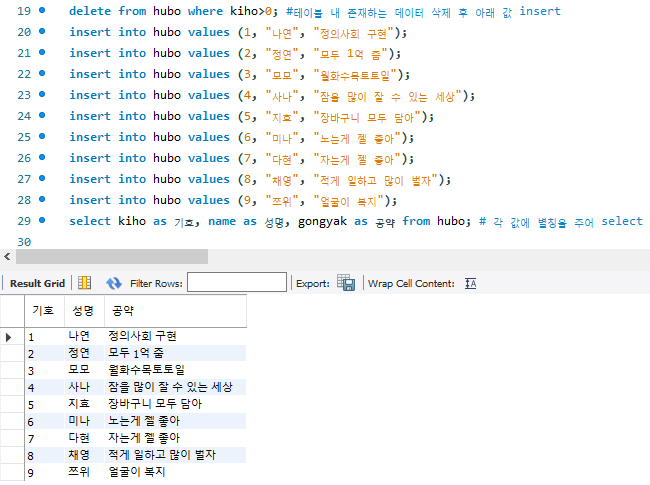 19 delete from hubo where kiho>0; #테이블 내 존재하는 데이터 삭제 후 아래 값 insert
20 insert into hubo values (1, "나연", "정의사회 구현");
21 insert into hubo values (2, "정연", "모두 1억 줌");
22 insert into hubo values (3, "모모", "월화수목토토일");
23 insert into hubo values (4, "사나", "잠을 많이 잘 수 있는 세상");
24 insert into hubo values (5, "지효", "장바구니 모두 담아");
25 insert into hubo values (6, "미나", "노는게 젤 좋아");
26 insert into hubo values (7, "다현", "자는게 젤 좋아");
27 insert into hubo values (8, "채영", "적게 일하고 많이 벌자");
28 insert into hubo values (9, "쯔위", "얼굴이 복지");
29 select kiho as 기호, name as 성명, gongyak as 공약 from hubo; # 각 값에 별칭을 주어 select
30
Result Grid Filter Rows: Export: Wrap Cell Content: IA
기호 성명 공약
1 나연 정의사회 구현
2 정연 모두 1억 줌
3 모모 월화수목토토일
4 사나 잠을 많이 잘 수 있는 세상
5 지효 장바구니 모두 담아
6 미나 노는게 젤 좋아
7 다현 자는게 젤 좋아
8 채영 적게 일하고 많이 벌자
9 쯔위 얼굴이 복지